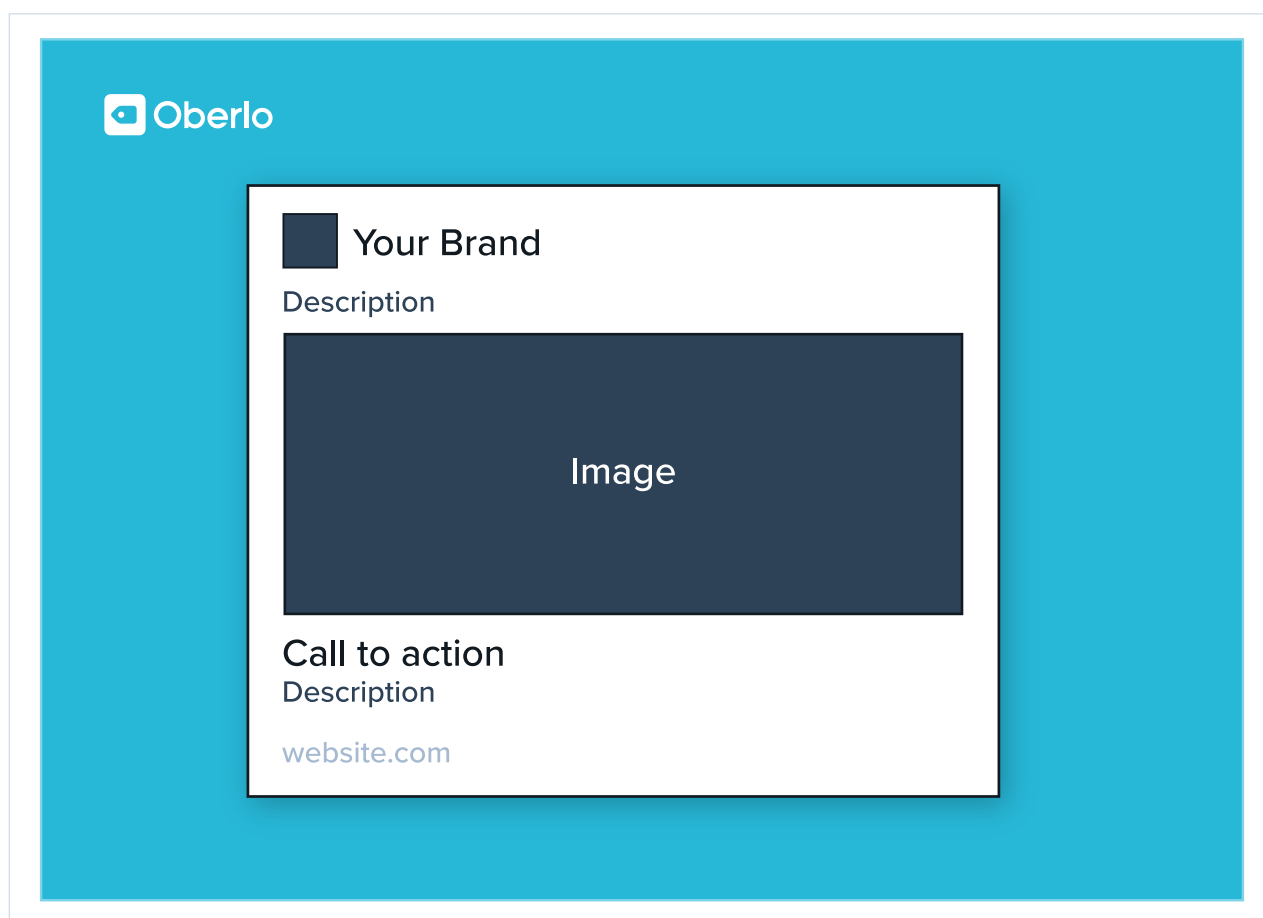 Oberlo
Your Brand
Description
Image
Call to action
Description
website.com